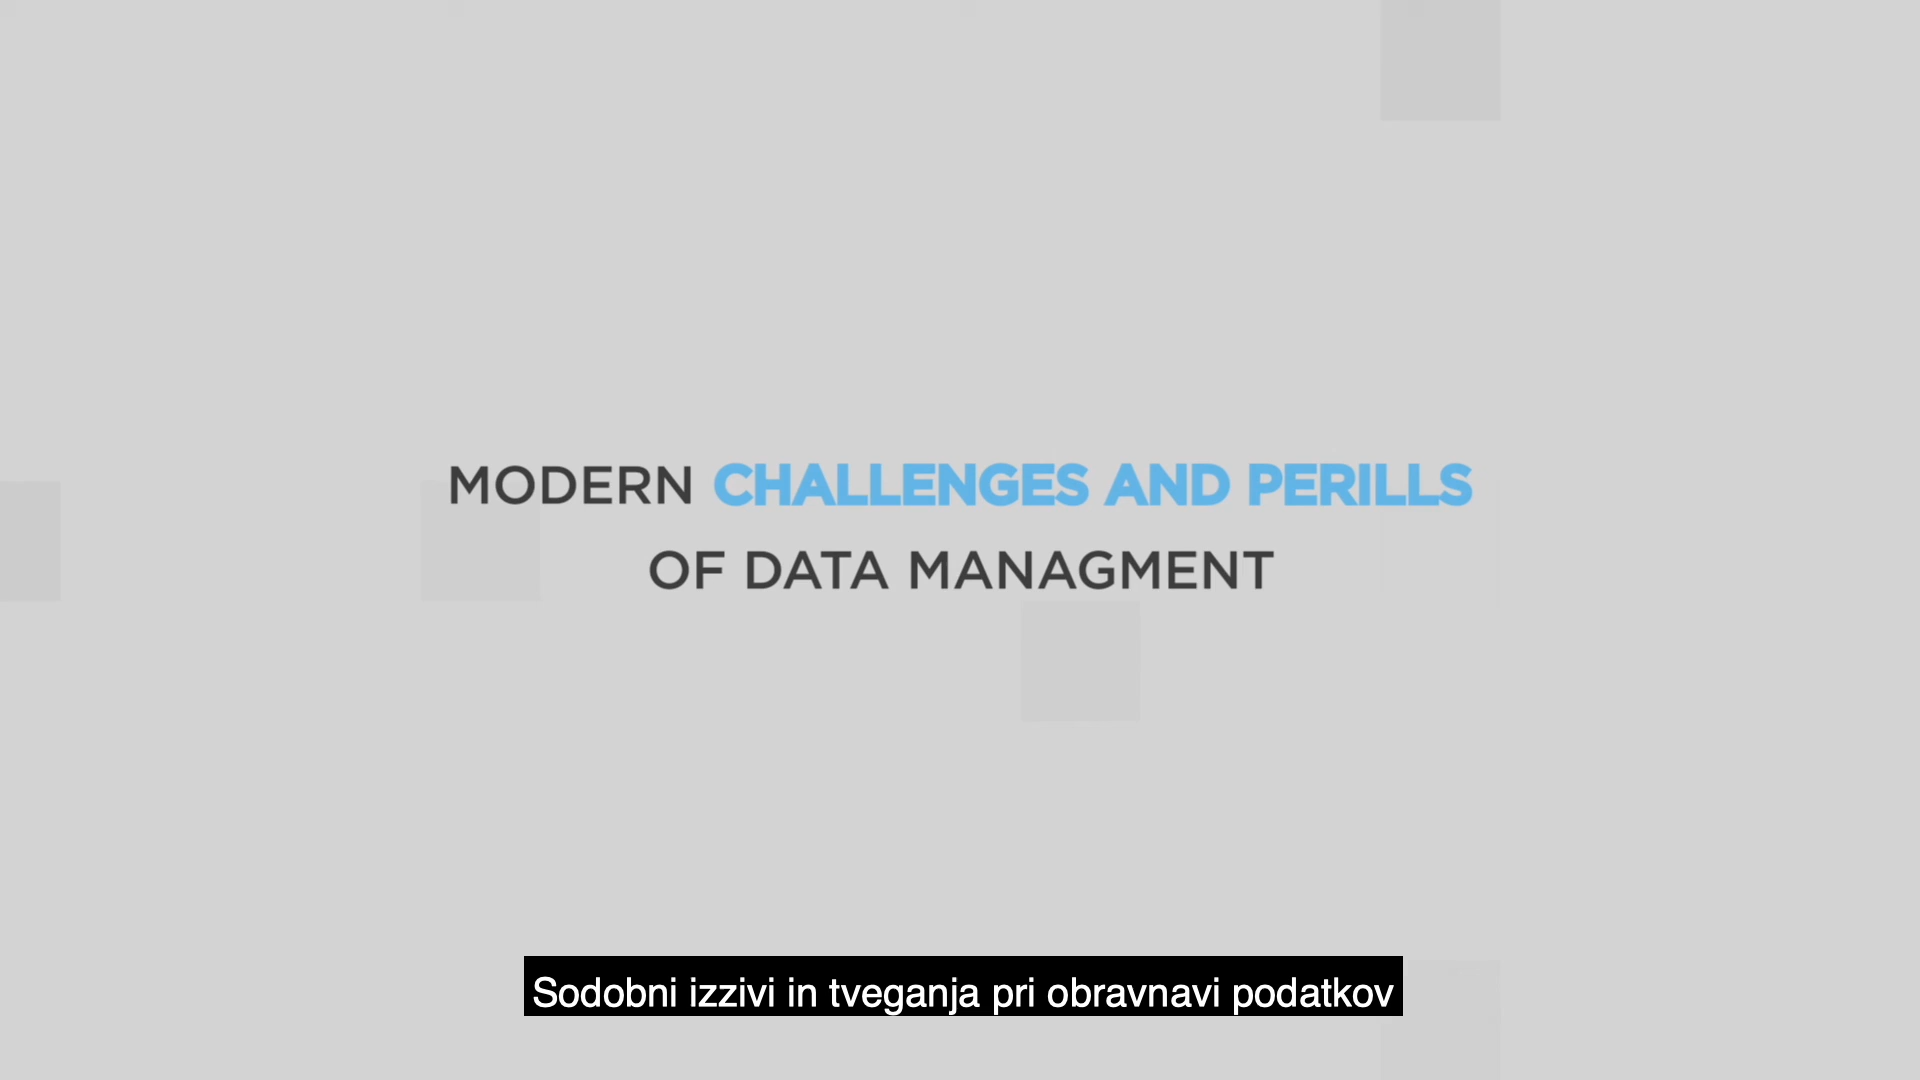 MODERN CHALLENGES AND PERILLS
OF DATA MANAGMENT
Sodobni izzivi in tveganja pri obravnavi podatkov